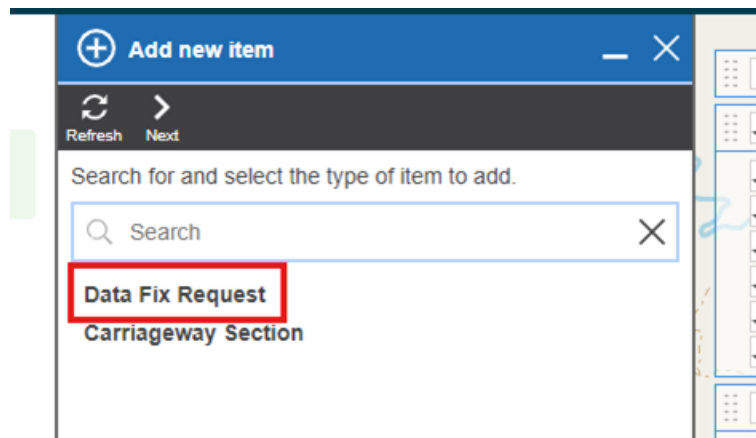 Add new item
Refresh Next
Search for and select the type of item to add.
Search
Data Fix Request
Carriageway Section